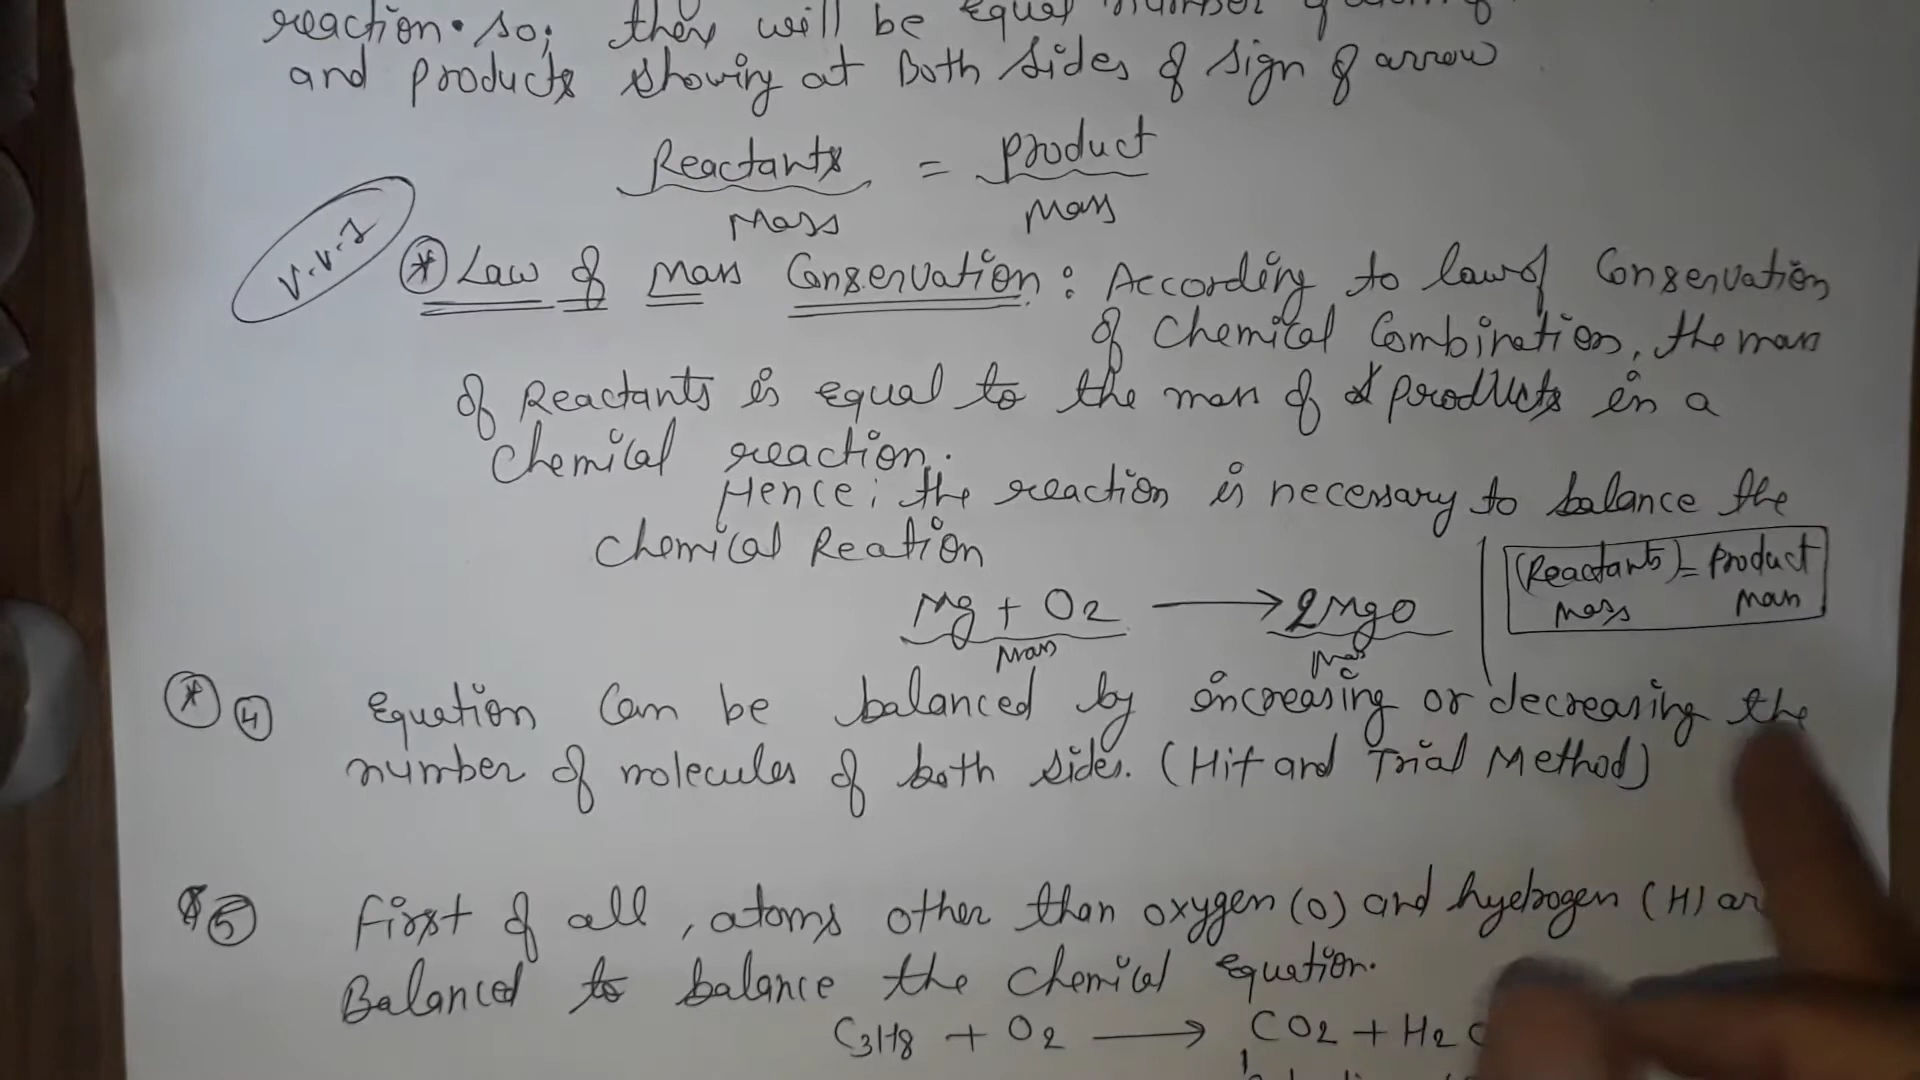 reaction. So; they will be equal number
and products showing at Both sides of sign of arrow
Reactants = product
Mass Mass
V.V.I
* Law of Mass Conservation : According to law of Conservation
of Chemical Combination, the mass
of Reactants is equal to the mass of products in a
Chemical reaction.
Hence; the reaction is necessary to balance the
Chemical Reation
(Reactants) = Product
Mass Mass
Mg + O2 ⟶ 2MgO
Mass Mass
* 4 Equation Can be balanced by increasing or decreasing the
number of molecules of both sides. (Hit and Trial Method)
5 First of all, atoms other than oxygen (O) and hydrogen (H) ar
Balanced to balance the chemical equation.
C3H8 + O2 ⟶ CO2 + H2